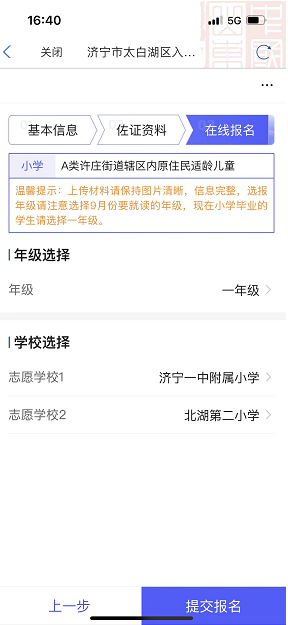 16:40
5G
关闭
济宁市太白湖区入...
...
基本信息
佐证资料
在线报名
小学
A类许庄街道辖区内原住民适龄儿童
温馨提示：上传材料请保持图片清晰，信息完整，选报
年级请注意选择9月份要就读的年级，现在小学毕业的
学生请选择一年级。
年级选择
年级
一年级
学校选择
志愿学校1
济宁一中附属小学
志愿学校2
北湖第二小学
上一步
提交报名